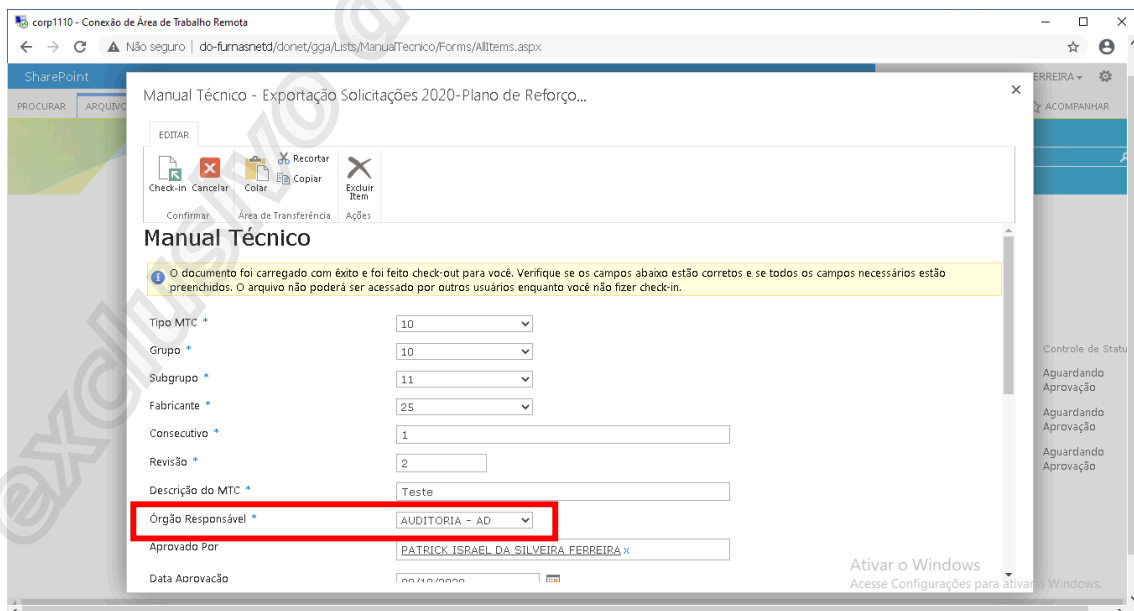 corp1110 - Conexão de Área de Trabalho Remota
Não seguro | do-furnasnetd/donet/gga/Lists/ManualTecnico/Forms/AllItems.aspx
SharePoint
ERREIRA
PROCURAR ARQUIVO
ACOMPANHAR
Manual Técnico - Exportação Solicitações 2020-Plano de Reforço...
EDITAR
Check-in Cancelar Colar Recortar Copiar Excluir Item
Confirmar Área de Transferência Ações
Manual Técnico
O documento foi carregado com êxito e foi feito check-out para você. Verifique se os campos abaixo estão corretos e se todos os campos necessários estão
preenchidos. O arquivo não poderá ser acessado por outros usuários enquanto você não fizer check-in.
Tipo MTC * 10
Grupo * 10
Subgrupo * 11
Fabricante * 25
Consecutivo * 1
Revisão * 2
Descrição do MTC * Teste
Órgão Responsável * AUDITORIA - AD
Aprovado Por PATRICK ISRAEL DA SILVEIRA FERREIRA x
Data Aprovação
Controle de Statu
Aguardando
Aprovação
Aguardando
Aprovação
Aguardando
Aprovação
Ativar o Windows
Acesse Configurações para ativar o Windows.
exclusivo